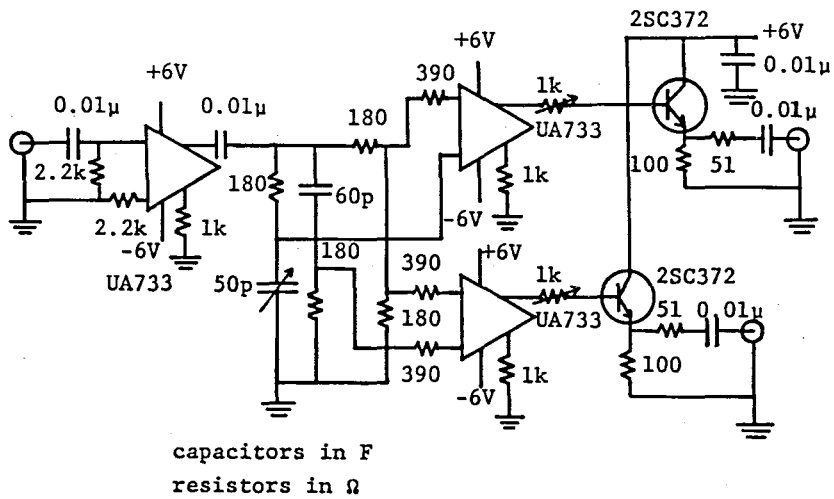 2SC372
+6V
0.01μ
+6V
390
1k
0.01μ
0.01μ
0.01μ
+6V
180
UA733
2.2k
180
60p
100
51
1k
-6V
2.2k
-6V
1k
UA733
180
+6V
50p
390
1k
2SC372
180
UA733
51
0.01μ
390
-6V
1k
100
capacitors in F
resistors in Ω